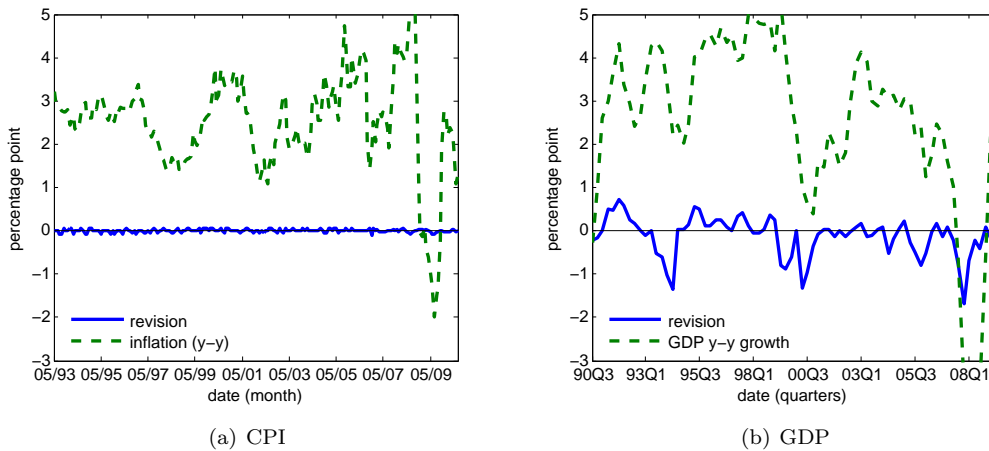 5
4
3
2
1
0
−1
−2
−3
percentage point
revision
inflation (y−y)
05/93 05/95 05/97 05/99 05/01 05/03 05/05 05/07 05/09
date (month)
(a) CPI
5
4
3
2
1
0
−1
−2
−3
percentage point
revision
GDP y−y growth
90Q3 93Q1 95Q3 98Q1 00Q3 03Q1 05Q3 08Q1
date (quarters)
(b) GDP